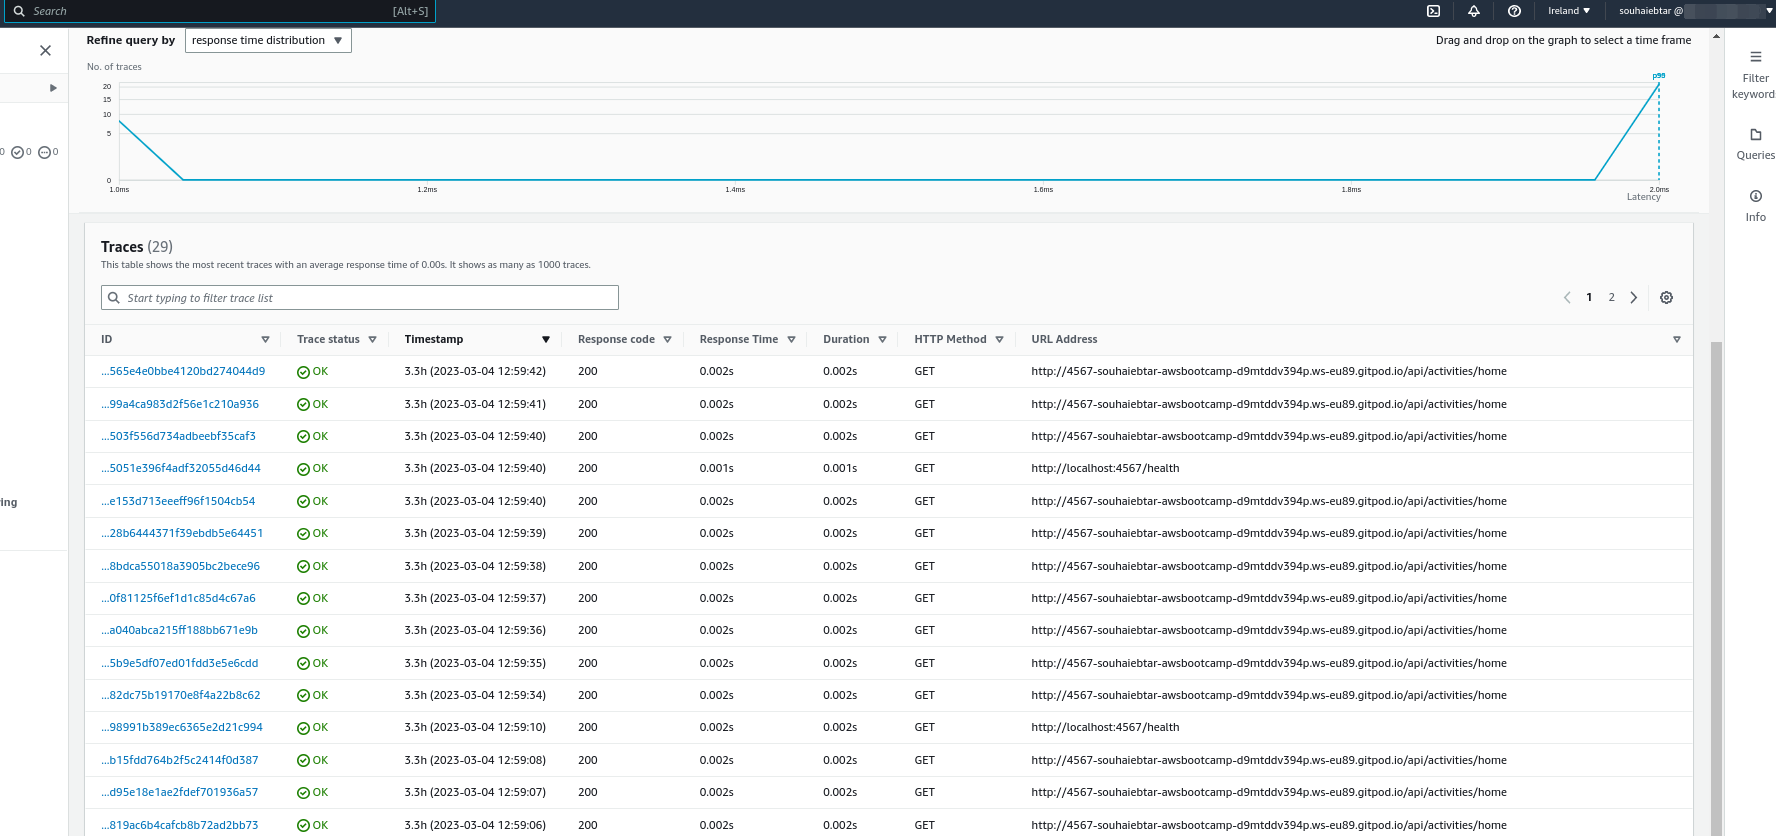 Search [Alt+S] Ireland souhaiebtar @
Refine query by response time distribution Drag and drop on the graph to select a time frame
No. of traces
p99
20
15
10
5
0
1.0ms 1.2ms 1.4ms 1.6ms 1.8ms 2.0ms
Latency
0 0 0
ing
Filter
keyword
Queries
Info
Traces (29)
This table shows the most recent traces with an average response time of 0.00s. It shows as many as 1000 traces.
Start typing to filter trace list 1 2
ID Trace status Timestamp Response code Response Time Duration HTTP Method URL Address
...565e4e0bbe4120bd274044d9 OK 3.3h (2023-03-04 12:59:42) 200 0.002s 0.002s GET http://4567-souhaiebtar-awsbootcamp-d9mtddv394p.ws-eu89.gitpod.io/api/activities/home
...99a4ca983d2f56e1c210a936 OK 3.3h (2023-03-04 12:59:41) 200 0.002s 0.002s GET http://4567-souhaiebtar-awsbootcamp-d9mtddv394p.ws-eu89.gitpod.io/api/activities/home
...503f556d734adbeebf35caf3 OK 3.3h (2023-03-04 12:59:40) 200 0.002s 0.002s GET http://4567-souhaiebtar-awsbootcamp-d9mtddv394p.ws-eu89.gitpod.io/api/activities/home
...5051e396f4adf32055d46d44 OK 3.3h (2023-03-04 12:59:40) 200 0.001s 0.001s GET http://localhost:4567/health
...e153d713eeeff96f1504cb54 OK 3.3h (2023-03-04 12:59:40) 200 0.002s 0.002s GET http://4567-souhaiebtar-awsbootcamp-d9mtddv394p.ws-eu89.gitpod.io/api/activities/home
...28b6444371f39ebdb5e64451 OK 3.3h (2023-03-04 12:59:39) 200 0.002s 0.002s GET http://4567-souhaiebtar-awsbootcamp-d9mtddv394p.ws-eu89.gitpod.io/api/activities/home
...8bdca55018a3905bc2bece96 OK 3.3h (2023-03-04 12:59:38) 200 0.002s 0.002s GET http://4567-souhaiebtar-awsbootcamp-d9mtddv394p.ws-eu89.gitpod.io/api/activities/home
...0f81125f6ef1d1c85d4c67a6 OK 3.3h (2023-03-04 12:59:37) 200 0.002s 0.002s GET http://4567-souhaiebtar-awsbootcamp-d9mtddv394p.ws-eu89.gitpod.io/api/activities/home
...a040abca215ff188bb671e9b OK 3.3h (2023-03-04 12:59:36) 200 0.002s 0.002s GET http://4567-souhaiebtar-awsbootcamp-d9mtddv394p.ws-eu89.gitpod.io/api/activities/home
...5b9e5df07ed01fdd3e5e6cdd OK 3.3h (2023-03-04 12:59:35) 200 0.002s 0.002s GET http://4567-souhaiebtar-awsbootcamp-d9mtddv394p.ws-eu89.gitpod.io/api/activities/home
...82dc75b19170e8f4a22b8c62 OK 3.3h (2023-03-04 12:59:34) 200 0.002s 0.002s GET http://4567-souhaiebtar-awsbootcamp-d9mtddv394p.ws-eu89.gitpod.io/api/activities/home
...98991b389ec6365e2d21c994 OK 3.3h (2023-03-04 12:59:10) 200 0.002s 0.002s GET http://localhost:4567/health
...b15fdd764b2f5c2414f0d387 OK 3.3h (2023-03-04 12:59:08) 200 0.002s 0.002s GET http://4567-souhaiebtar-awsbootcamp-d9mtddv394p.ws-eu89.gitpod.io/api/activities/home
...d95e18e1ae2fdef701936a57 OK 3.3h (2023-03-04 12:59:07) 200 0.002s 0.002s GET http://4567-souhaiebtar-awsbootcamp-d9mtddv394p.ws-eu89.gitpod.io/api/activities/home
...819ac6b4cafcb8b72ad2bb73 OK 3.3h (2023-03-04 12:59:06) 200 0.002s 0.002s GET http://4567-souhaiebtar-awsbootcamp-d9mtddv394p.ws-eu89.gitpod.io/api/activities/home